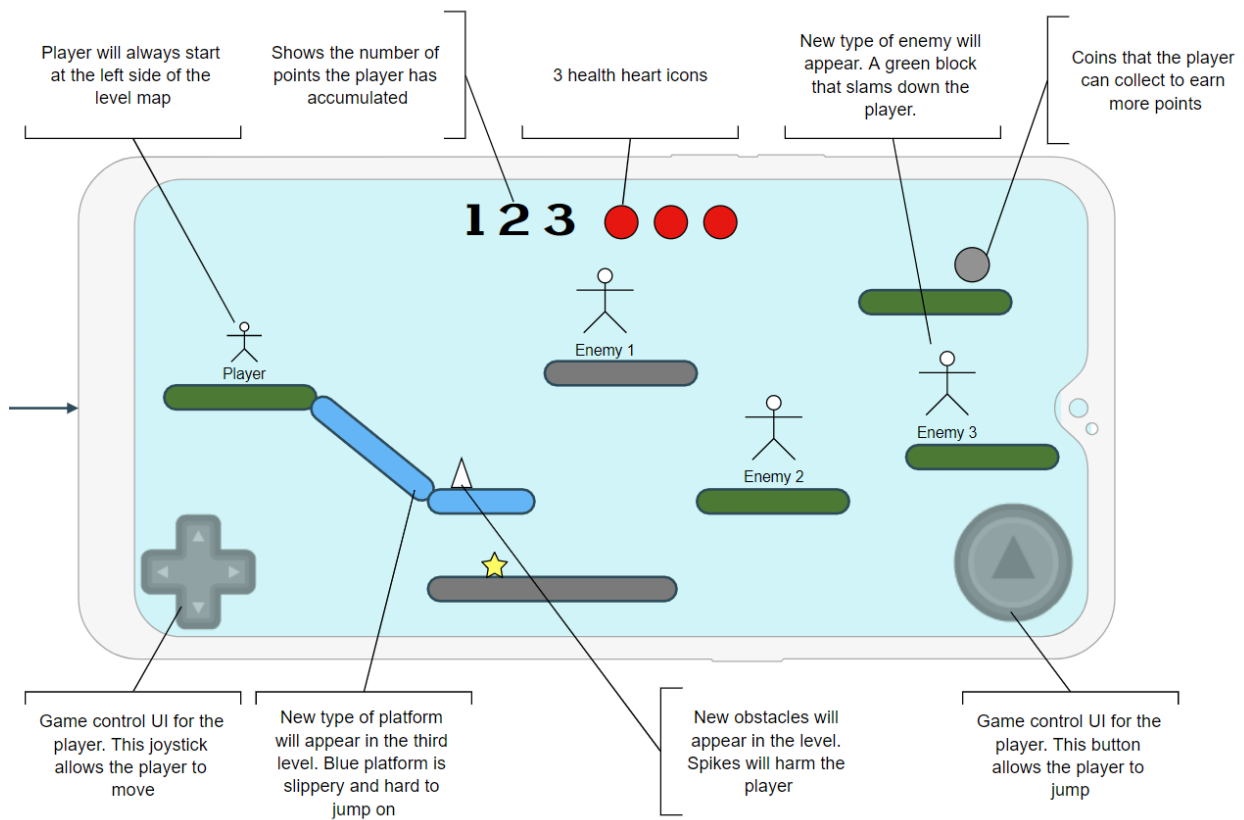 Player will always start
at the left side of the
level map
Shows the number of
points the player has
accumulated
3 health heart icons
New type of enemy will
appear. A green block
that slams down the
player.
Coins that the player
can collect to earn
more points
1 2 3
Enemy 1
Player
Enemy 3
Enemy 2
Game control UI for the
player. This joystick
allows the player to
move
New type of platform
will appear in the third
level. Blue platform is
slippery and hard to
jump on
New obstacles will
appear in the level.
Spikes will harm the
player
Game control UI for the
player. This button
allows the player to
jump